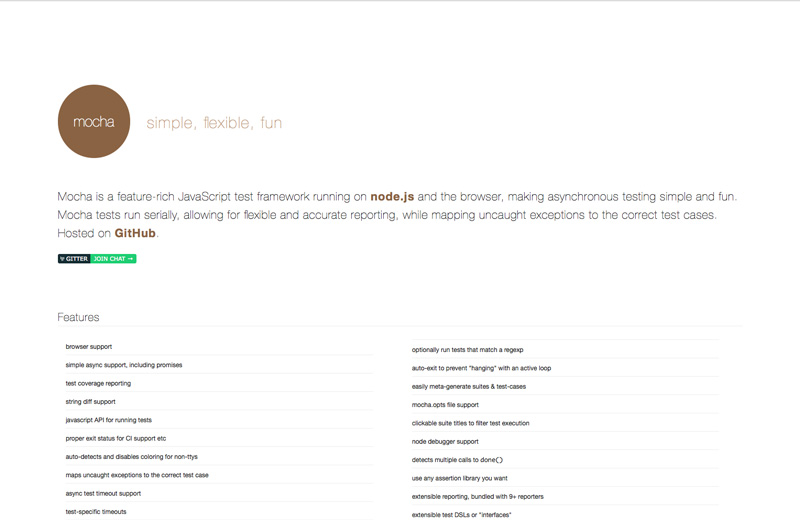 mocha
simple, flexible, fun
Mocha is a feature-rich JavaScript test framework running on node.js and the browser, making asynchronous testing simple and fun.
Mocha tests run serially, allowing for flexible and accurate reporting, while mapping uncaught exceptions to the correct test cases.
Hosted on GitHub.
GITTER JOIN CHAT →
Features
browser support
simple async support, including promises
test coverage reporting
string diff support
javascript API for running tests
proper exit status for CI support etc
auto-detects and disables coloring for non-ttys
maps uncaught exceptions to the correct test case
async test timeout support
test-specific timeouts
optionally run tests that match a regexp
auto-exit to prevent "hanging" with an active loop
easily meta-generate suites & test-cases
mocha.opts file support
clickable suite titles to filter test execution
node debugger support
detects multiple calls to done()
use any assertion library you want
extensible reporting, bundled with 9+ reporters
extensible test DSLs or "interfaces"